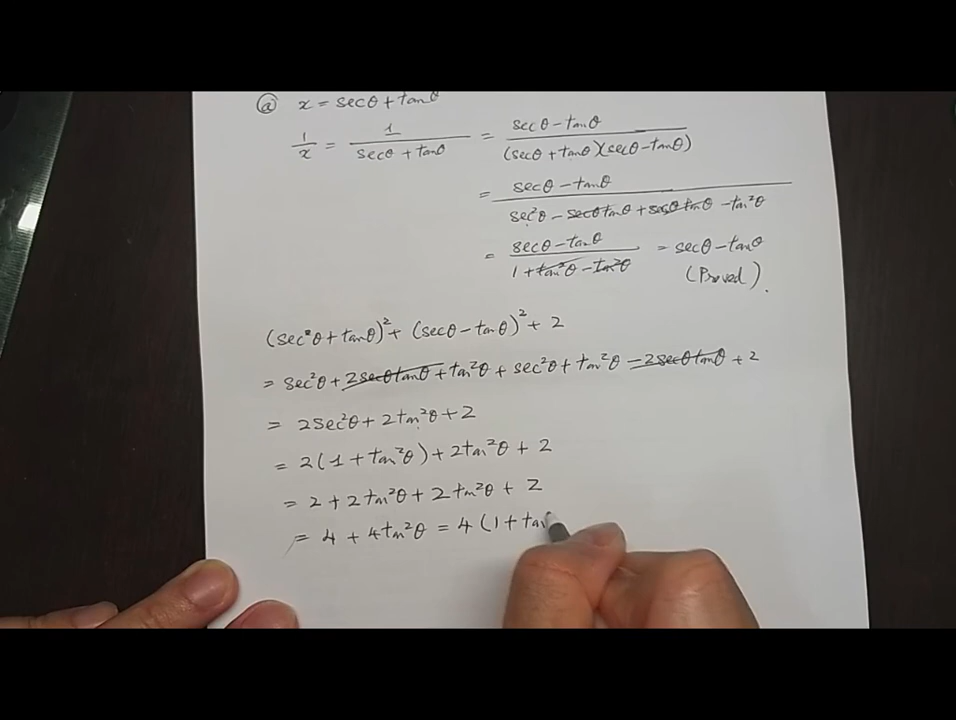 ⓐ x = secθ + tanθ
1/x = 1/(secθ + tanθ) = (secθ - tanθ)/((secθ + tanθ)(secθ - tanθ))
= (secθ - tanθ)/(sec²θ - secθtanθ + secθtanθ - tan²θ)
= (secθ - tanθ)/(1 + tan²θ - tan²θ) = secθ - tanθ
(Proved).
(sec²θ + tanθ)² + (secθ - tanθ)² + 2
= sec²θ + 2secθtanθ + tan²θ + sec²θ + tan²θ - 2secθtanθ + 2
= 2sec²θ + 2tan²θ + 2
= 2(1 + tan²θ) + 2tan²θ + 2
= 2 + 2tan²θ + 2tan²θ + 2
= 4 + 4tan²θ = 4(1 + tan